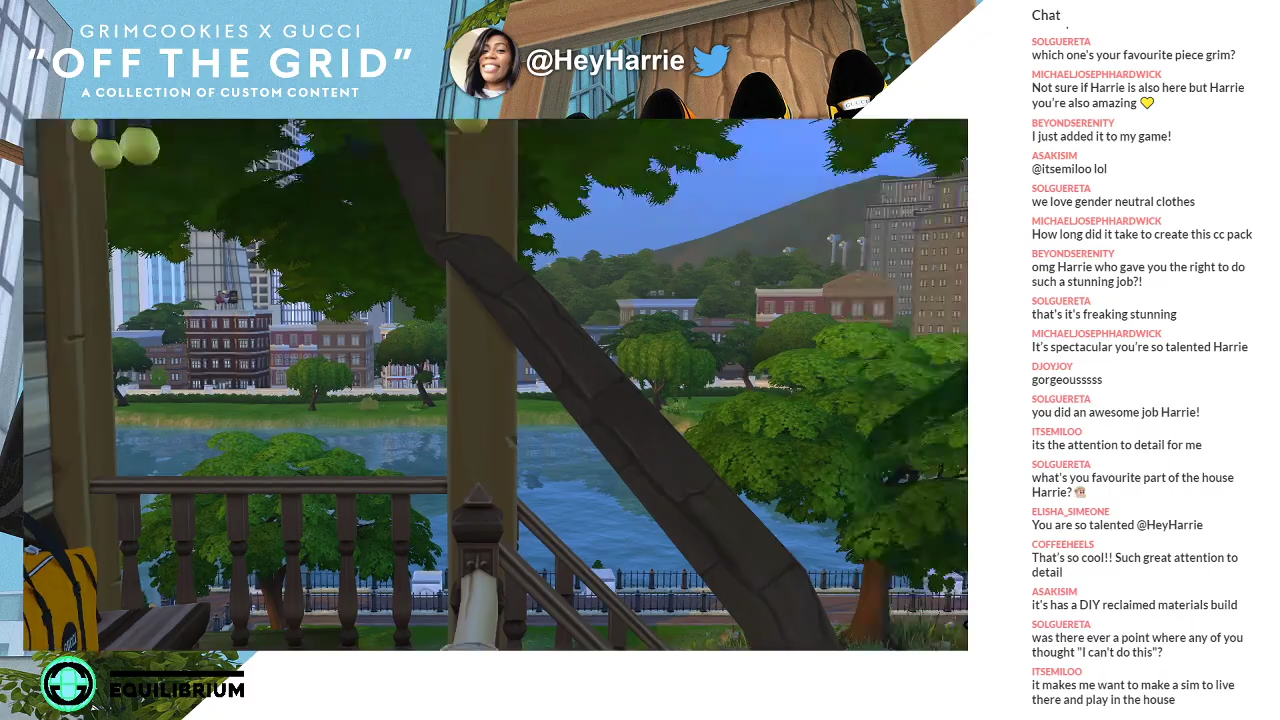 GRIMCOOKIES X GUCCI
"OFF THE GRID"
A COLLECTION OF CUSTOM CONTENT
@HeyHarrie
GUCCI
EQUILIBRIUM
Chat
SOLGUERETA
which one's your favourite piece grim?
MICHAELJOSEPHHARDWICK
Not sure if Harrie is also here but Harrie
you're also amazing 💛
BEYONDSERENITY
I just added it to my game!
ASAKISIM
@itsemiloo lol
SOLGUERETA
we love gender neutral clothes
MICHAELJOSEPHHARDWICK
How long did it take to create this cc pack
BEYONDSERENITY
omg Harrie who gave you the right to do
such a stunning job?!
SOLGUERETA
that's it's freaking stunning
MICHAELJOSEPHHARDWICK
It's spectacular you're so talented Harrie
DJOYJOY
gorgeousssss
SOLGUERETA
you did an awesome job Harrie!
ITSEMILOO
its the attention to detail for me
SOLGUERETA
what's you favourite part of the house
Harrie?
ELISHA_SIMEONE
You are so talented @HeyHarrie
COFFEEHEELS
That's so cool!! Such great attention to
detail
ASAKISIM
it's has a DIY reclaimed materials build
SOLGUERETA
was there ever a point where any of you
thought "I can't do this"?
ITSEMILOO
it makes me want to make a sim to live
there and play in the house